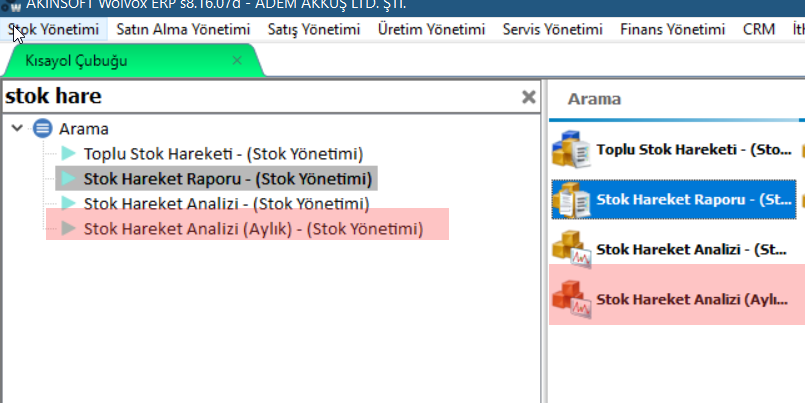 AKINSOFT Wolvox ERP s8.16.07d - ADEM AKKUŞ LTD. ŞTİ.
Stok Yönetimi Satın Alma Yönetimi Satış Yönetimi Üretim Yönetimi Servis Yönetimi Finans Yönetimi CRM İth
Kısayol Çubuğu
stok hare
Arama
Toplu Stok Hareketi - (Stok Yönetimi)
Stok Hareket Raporu - (Stok Yönetimi)
Stok Hareket Analizi - (Stok Yönetimi)
Stok Hareket Analizi (Aylık) - (Stok Yönetimi)
Arama
Toplu Stok Hareketi - (Sto...
Stok Hareket Raporu - (St...
Stok Hareket Analizi - (St...
Stok Hareket Analizi (Aylı...